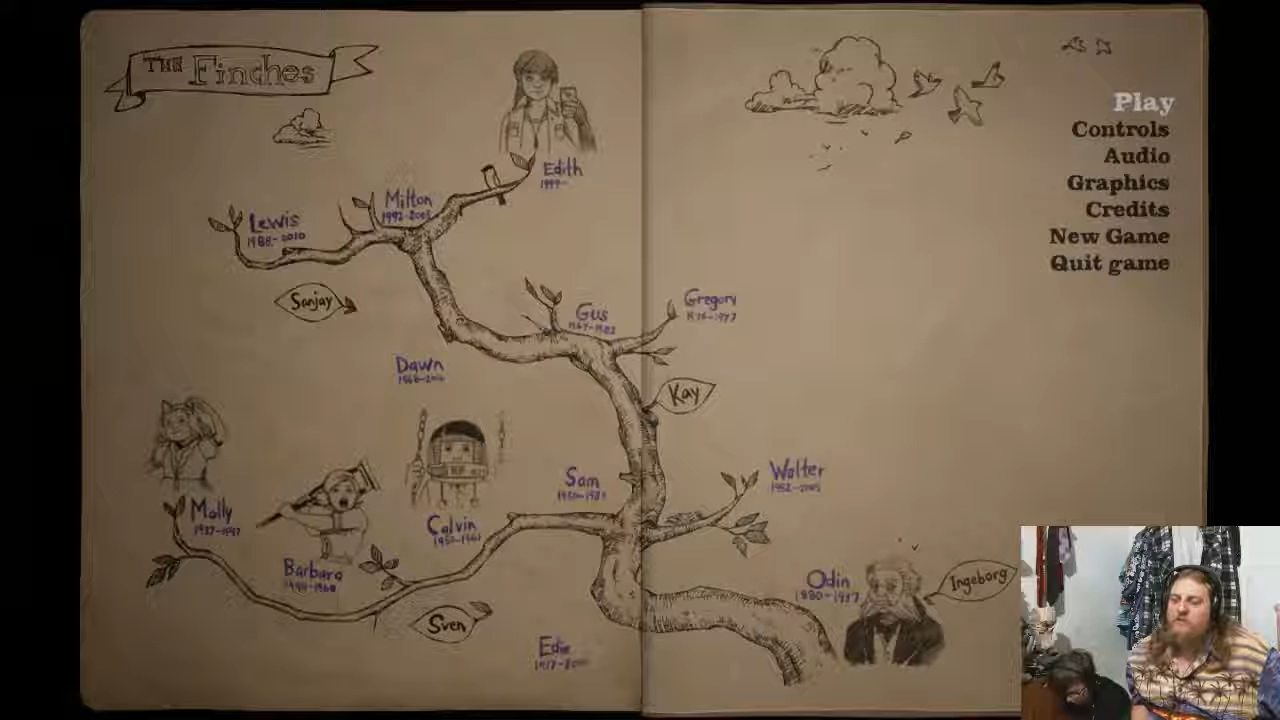 THE Finches
Play
Controls
Audio
Graphics
Credits
New Game
Quit game
Edith
1999-
Milton
Lewis
1988-2010
Sanjay
Gus
Gregory
Dawn
Kay
Sam
Walter
Molly
Calvin
Barbara
Odin
Ingeborg
Sven
Edie